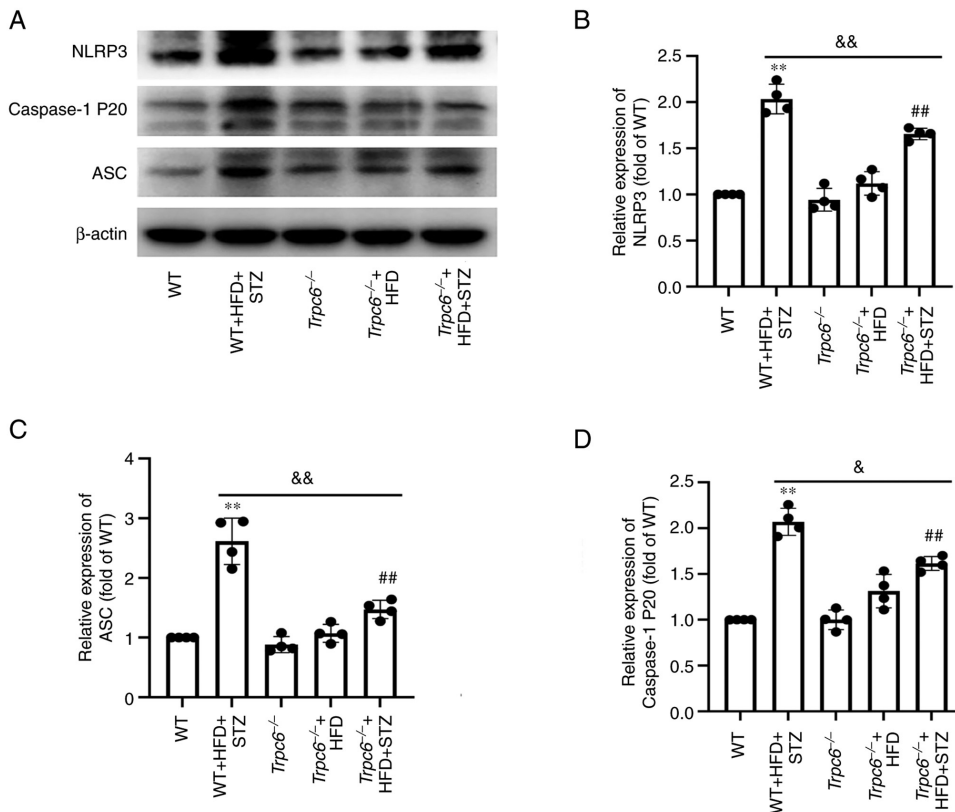 A
NLRP3
Caspase-1 P20
ASC
β-actin
WT
WT+HFD+
STZ
Trpc6−/−
Trpc6−/−+
HFD
Trpc6−/−+
HFD+STZ
B
Relative expression of
NLRP3 (fold of WT)
2.5
2.0
1.5
1.0
0.5
0.0
&&
**
##
WT
WT+HFD+
STZ
Trpc6−/−
Trpc6−/−+
HFD
Trpc6−/−+
HFD+STZ
C
Relative expression of
ASC (fold of WT)
4
3
2
1
0
&&
**
##
WT
WT+HFD+
STZ
Trpc6−/−
Trpc6−/−+
HFD
Trpc6−/−+
HFD+STZ
D
Relative expression of
Caspase-1 P20 (fold of WT)
2.5
2.0
1.5
1.0
0.5
0.0
&
**
##
WT
WT+HFD+
STZ
Trpc6−/−
Trpc6−/−+
HFD
Trpc6−/−+
HFD+STZ